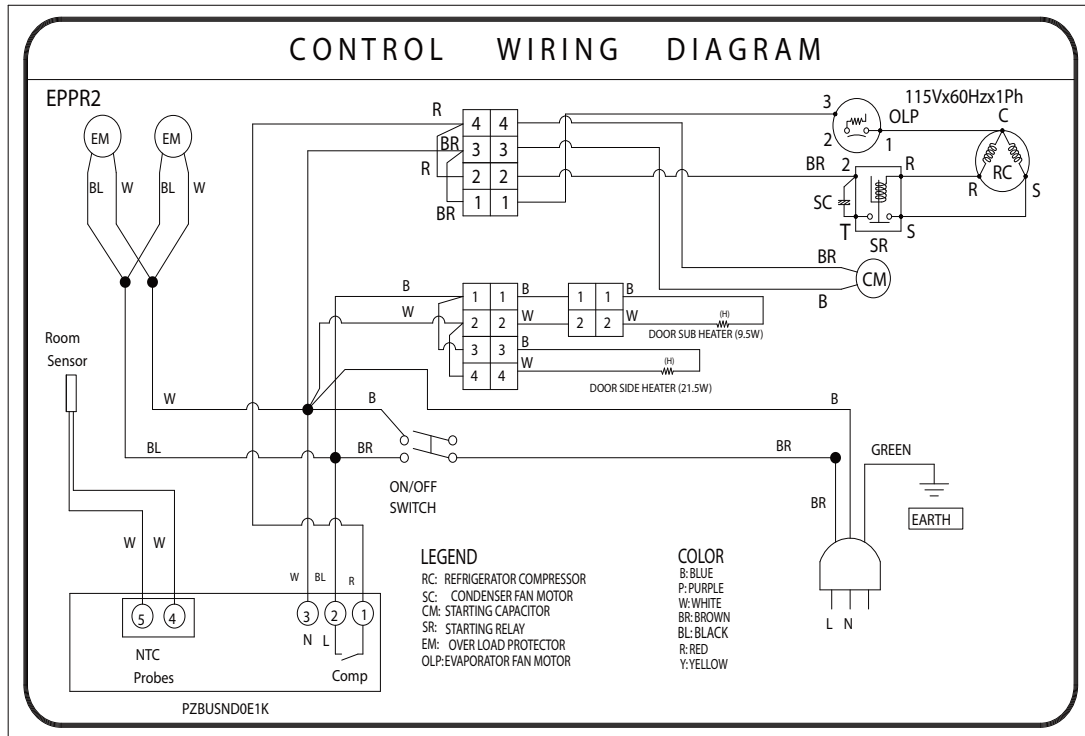 CONTROL WIRING DIAGRAM
EPPR2
115Vx60Hzx1Ph
EM
EM
BL
W
BL
W
R
BR
R
BR
4 4
3 3
2 2
1 1
3
2
1
OLP
C
RC
R
S
BR
2
R
SC
T
S
SR
BR
B
CM
B
W
1 1
2 2
3 3
4 4
B
W
B
W
1 1
2 2
B
W
(H)
DOOR SUB HEATER (9.5W)
(H)
DOOR SIDE HEATER (21.5W)
Room
Sensor
W
BL
B
BR
ON/OFF
SWITCH
B
BR
BR
GREEN
EARTH
L N
W
W
W
BL
R
5
4
3
2
1
N
L
NTC
Probes
Comp
PZBUSND0E1K
LEGEND
RC: REFRIGERATOR COMPRESSOR
SC: CONDENSER FAN MOTOR
CM: STARTING CAPACITOR
SR: STARTING RELAY
EM: OVER LOAD PROTECTOR
OLP:EVAPORATOR FAN MOTOR
COLOR
B:BLUE
P:PURPLE
W:WHITE
BR:BROWN
BL:BLACK
R:RED
Y:YELLOW